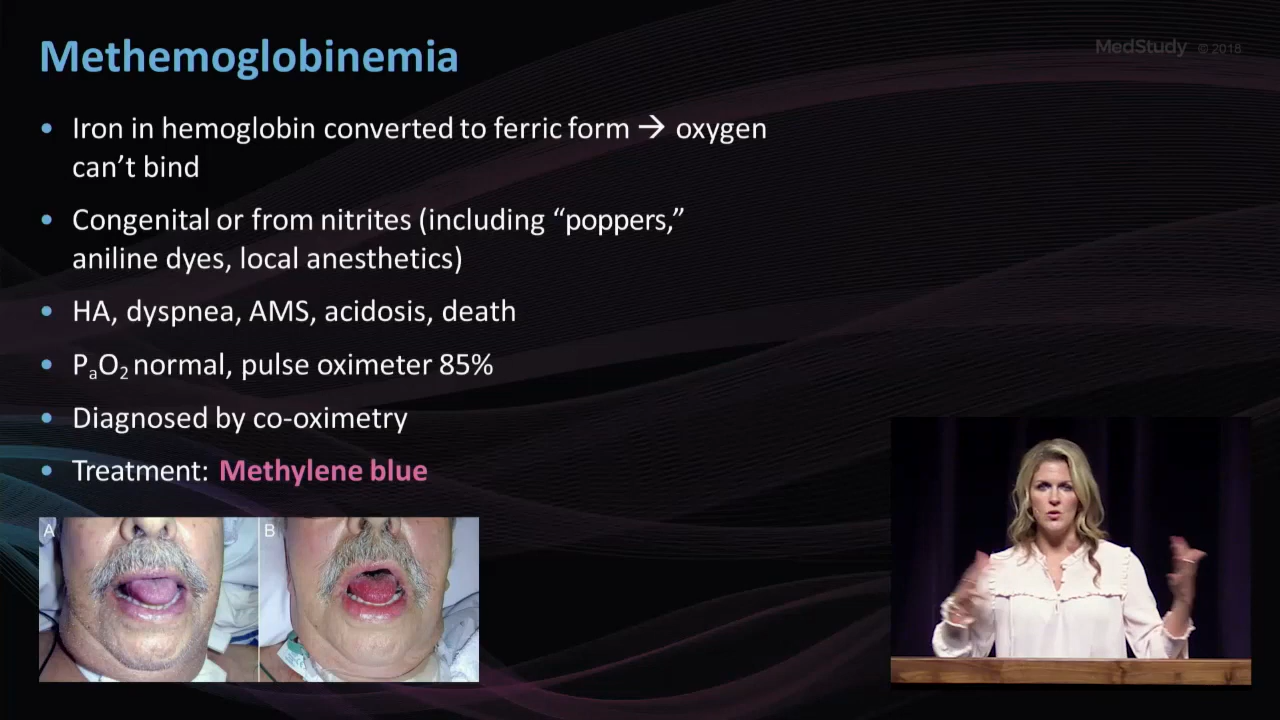 Methemoglobinemia
MedStudy © 2018
• Iron in hemoglobin converted to ferric form → oxygen
can’t bind
• Congenital or from nitrites (including “poppers,”
aniline dyes, local anesthetics)
• HA, dyspnea, AMS, acidosis, death
• PaO2 normal, pulse oximeter 85%
• Diagnosed by co-oximetry
• Treatment: Methylene blue
A
B